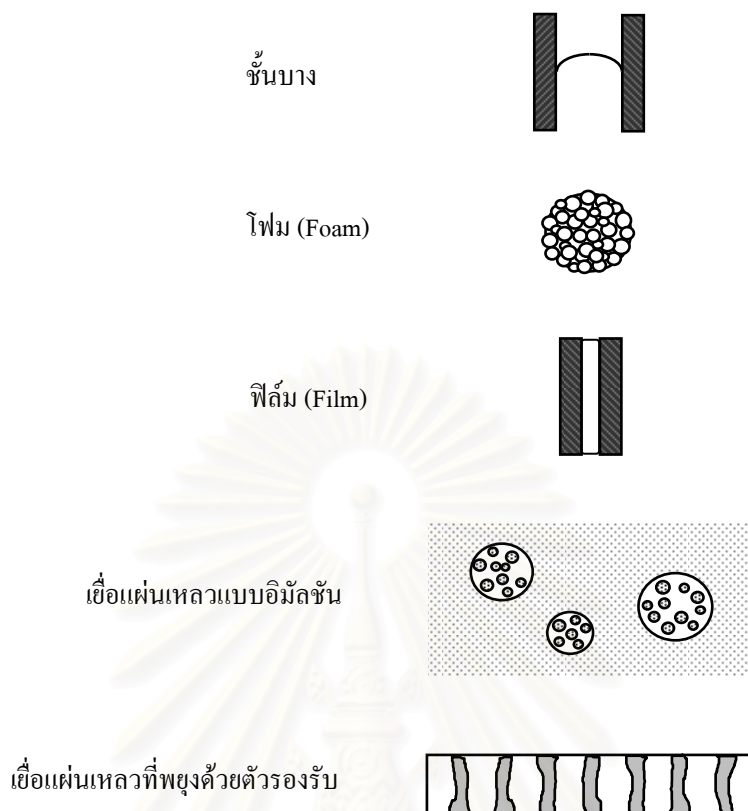 ชั้นบาง
โฟม (Foam)
ฟิล์ม (Film)
เยื่อแผ่นเหลวแบบอิมัลชัน
เยื่อแผ่นเหลวที่พยุงด้วยตัวรองรับ